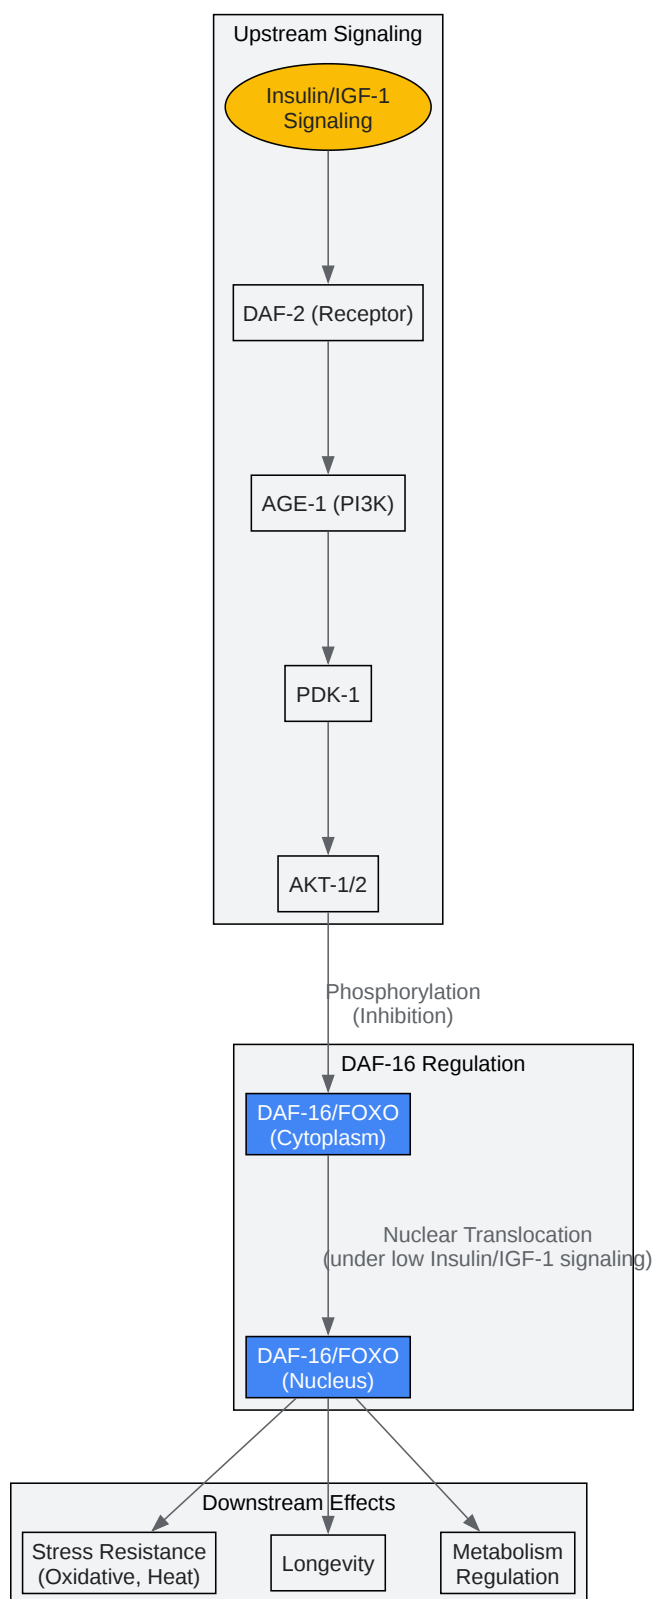 Upstream Signaling
Insulin/IGF-1
Signaling
DAF-2 (Receptor)
AGE-1 (PI3K)
PDK-1
AKT-1/2
Phosphorylation
(Inhibition)
DAF-16 Regulation
DAF-16/FOXO
(Cytoplasm)
Nuclear Translocation
(under low Insulin/IGF-1 signaling)
DAF-16/FOXO
(Nucleus)
Downstream Effects
Stress Resistance
(Oxidative, Heat)
Longevity
Metabolism
Regulation